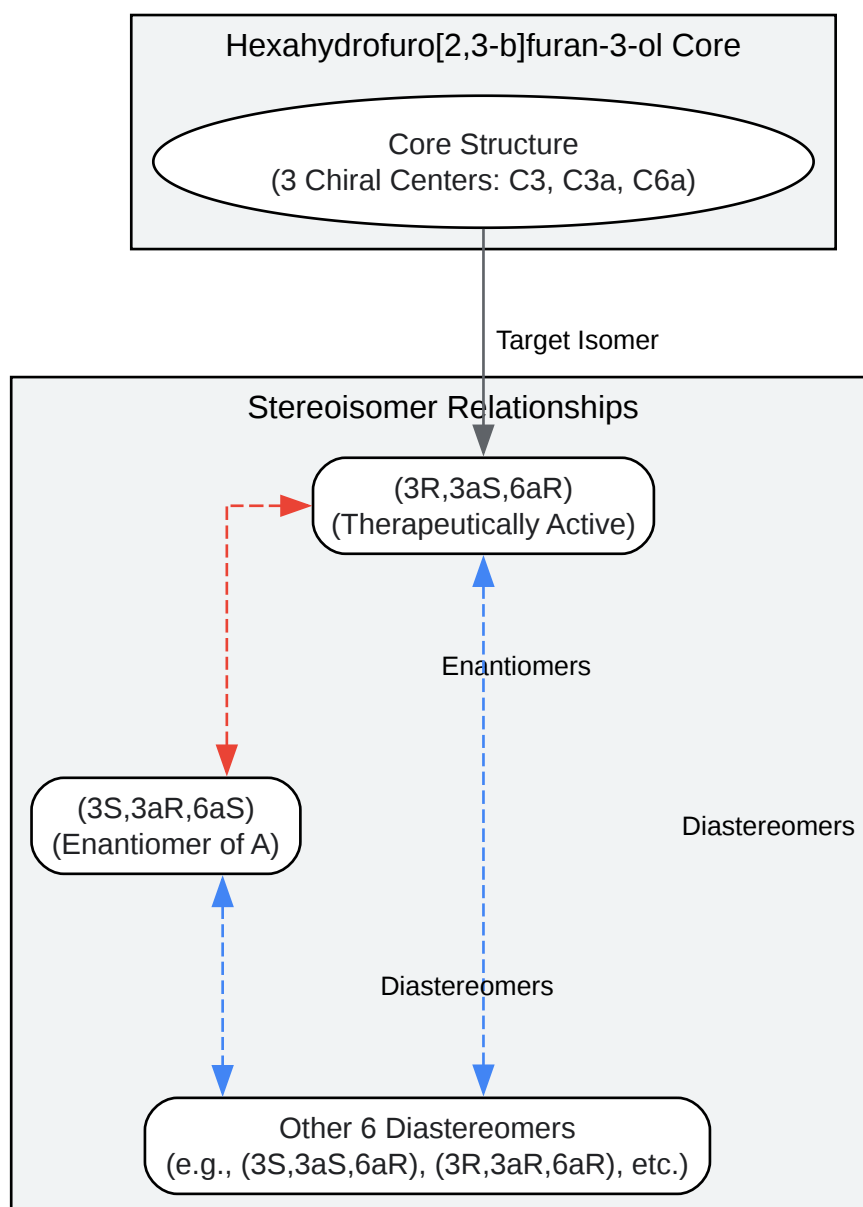 Hexahydrofuro[2,3-b]furan-3-ol Core
Core Structure
(3 Chiral Centers: C3, C3a, C6a)
Target Isomer
Stereoisomer Relationships
(3R,3aS,6aR)
(Therapeutically Active)
Enantiomers
(3S,3aR,6aS)
(Enantiomer of A)
Diastereomers
Diastereomers
Other 6 Diastereomers
(e.g., (3S,3aS,6aR), (3R,3aR,6aR), etc.)